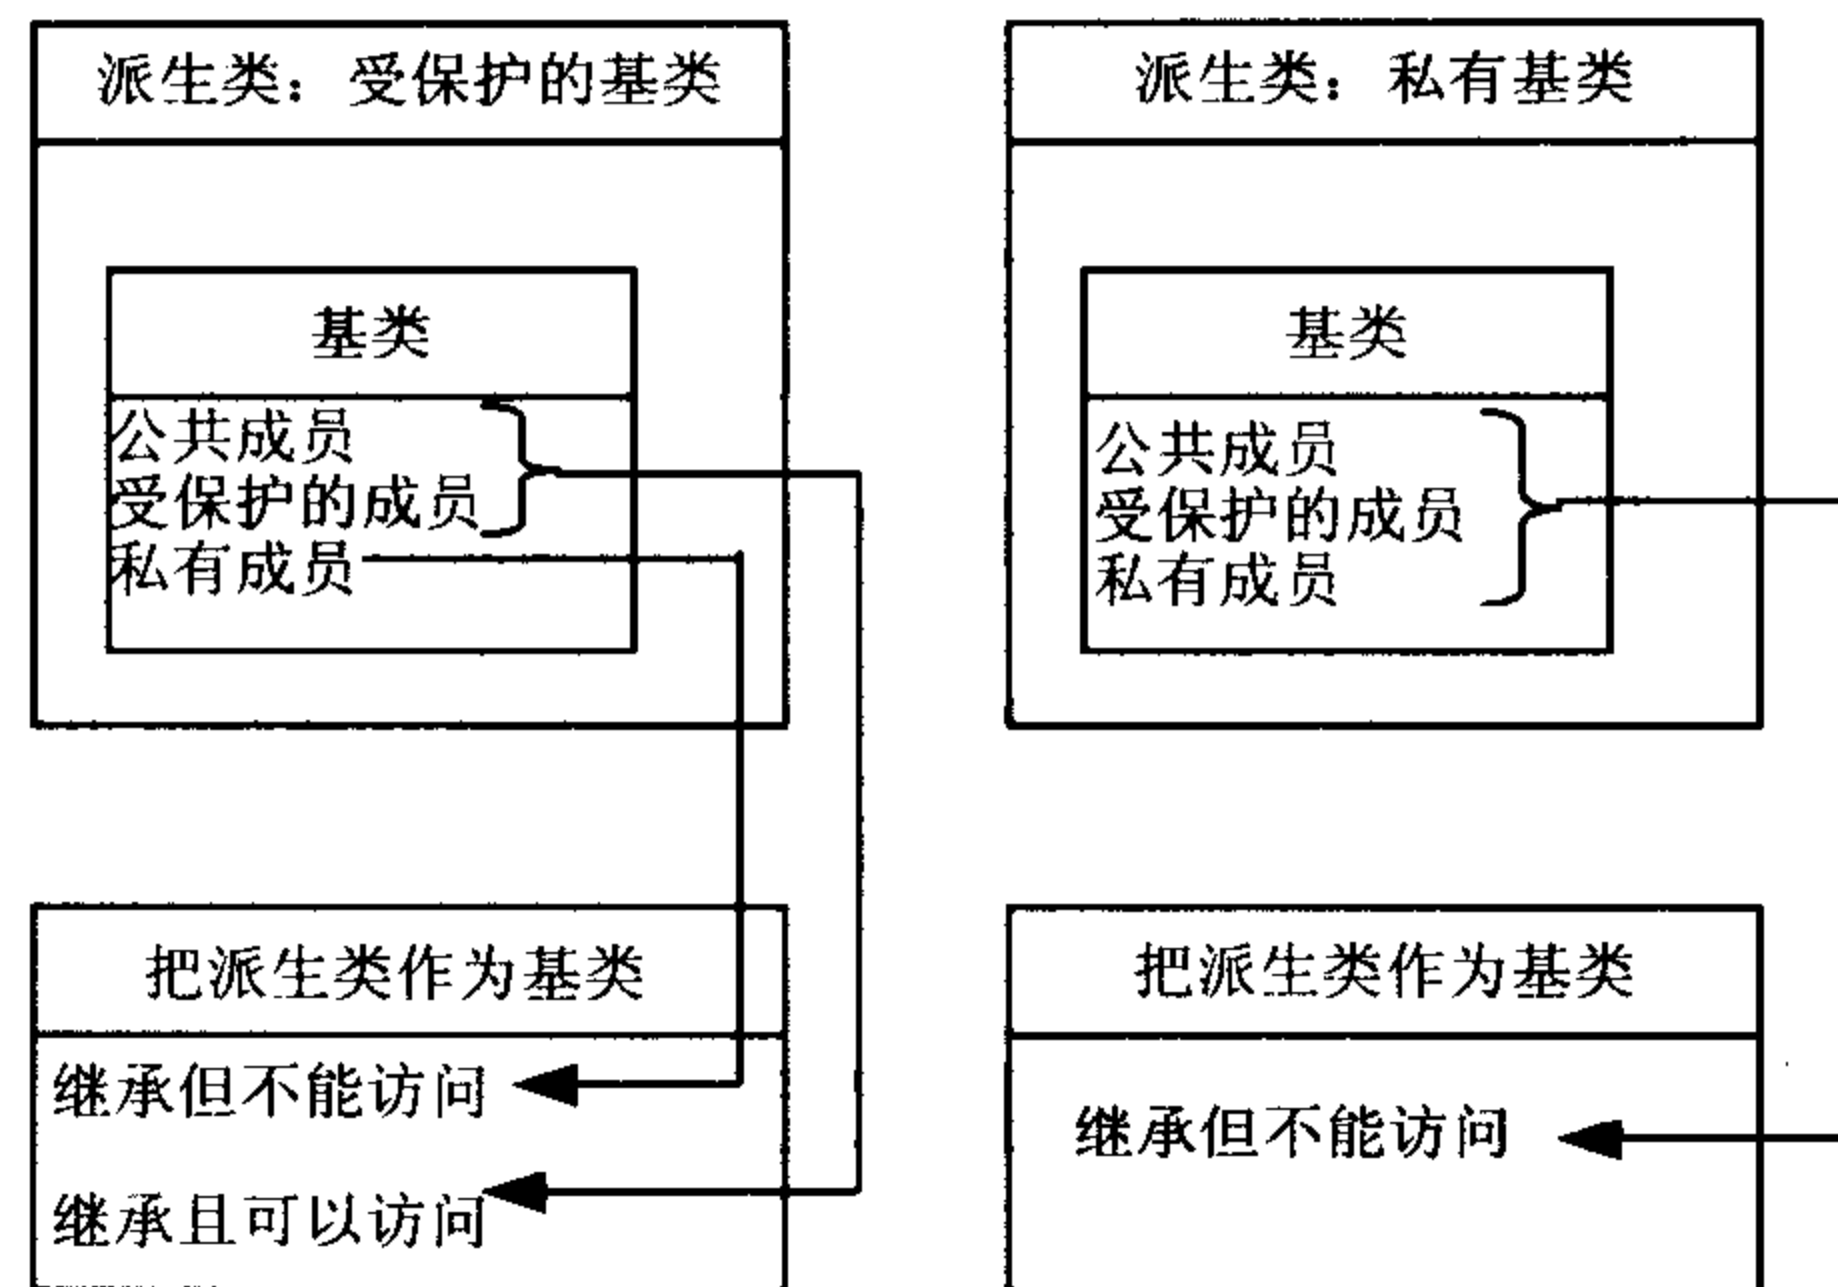 派生类：受保护的基类
基类
公共成员
受保护的成员
私有成员
把派生类作为基类
继承但不能访问
继承且可以访问
派生类：私有基类
基类
公共成员
受保护的成员
私有成员
把派生类作为基类
继承但不能访问